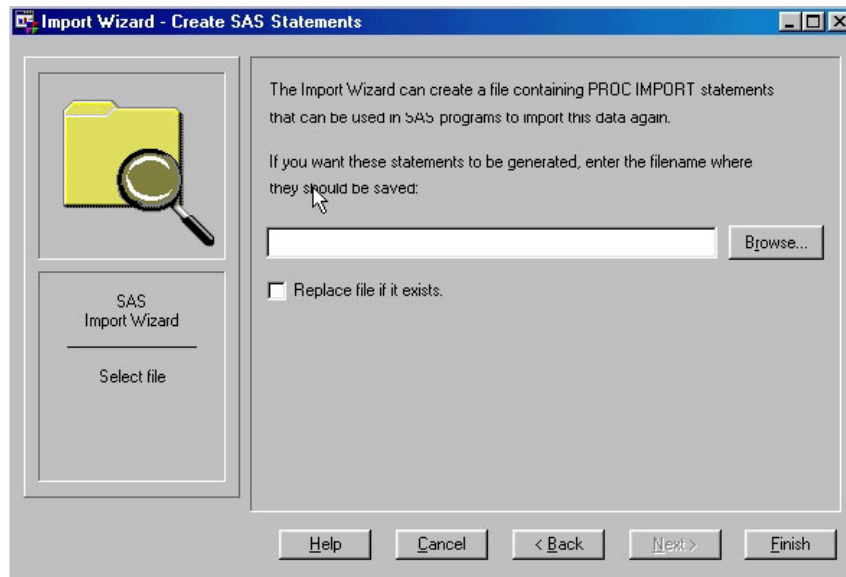 Import Wizard - Create SAS Statements
The Import Wizard can create a file containing PROC IMPORT statements
that can be used in SAS programs to import this data again.
If you want these statements to be generated, enter the filename where
they should be saved:
Browse...
Replace file if it exists.
SAS
Import Wizard
Select file
Help
Cancel
< Back
Next >
Finish